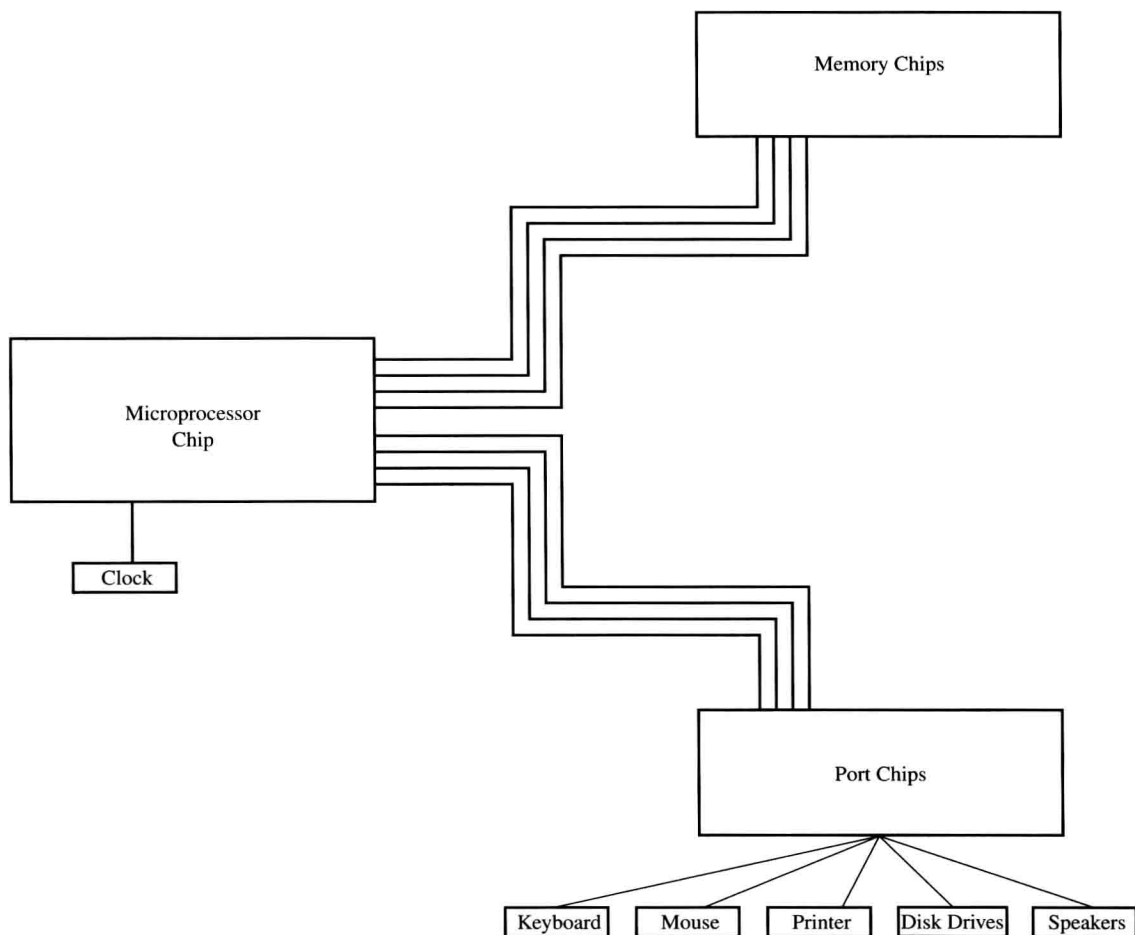 Memory Chips
Microprocessor
Chip
Clock
Port Chips
Keyboard
Mouse
Printer
Disk Drives
Speakers